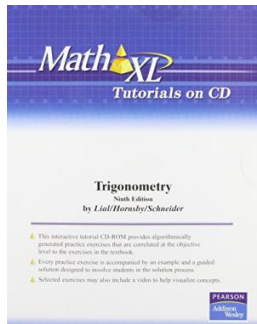 MathXL
Tutorials on CD
Trigonometry
Ninth Edition
by Lial/Hornsby/Schneider
This interactive tutorial CD-ROM provides algorithmically
generated practice exercises that are correlated at the objective
level to the exercises in the textbook.
Every practice exercise is accompanied by an example and a guided
solution designed to involve students in the solution process.
Selected exercises may also include a video to help visualize concepts.
PEARSON
Addison
Wesley